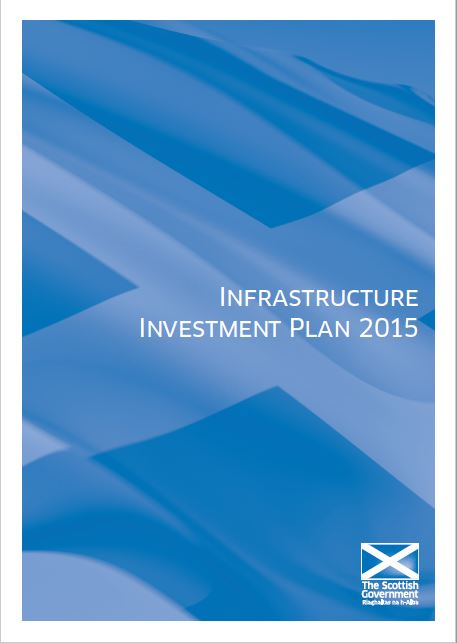 INFRASTRUCTURE
INVESTMENT PLAN 2015
The Scottish
Government
Riaghaltas na h-Alba